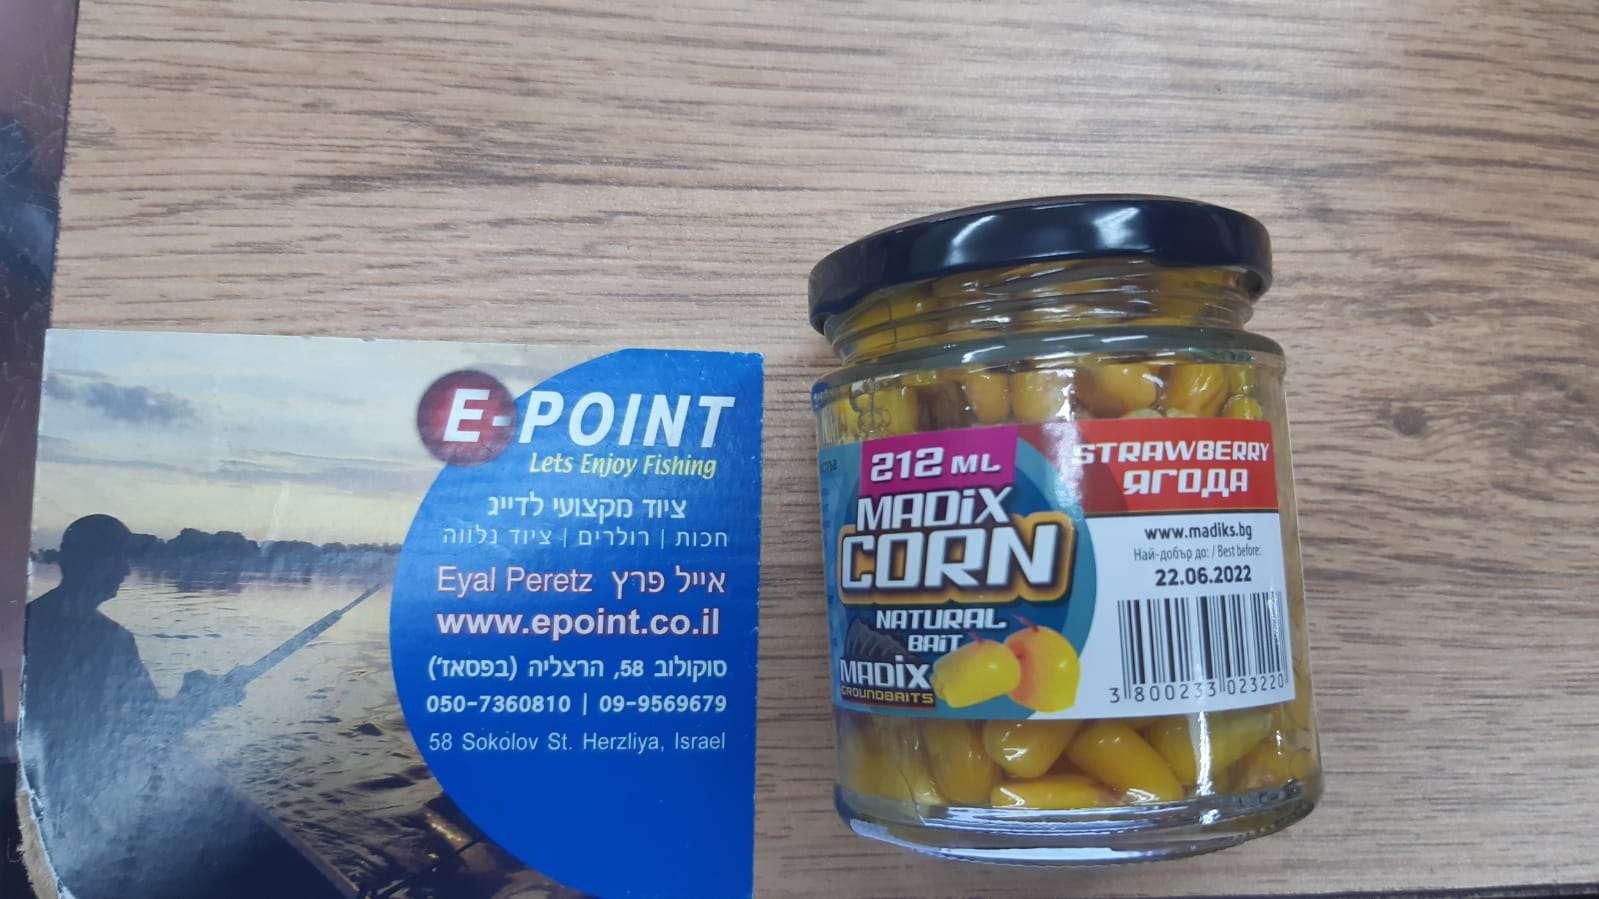 E-POINT
Lets Enjoy Fishing
ציוד מקצועי לדייג
חכות | רולרים | ציוד נלווה
Eyal Peretz אייל פרץ
www.epoint.co.il
סוקולוב 58, הרצליה (בפסאז')
050-7360810 | 09-9569679
58 Sokolov St. Herzliya, Israel
212 ML
MADiX
CORN
NATURAL
BAiT
MADiX
GROUNDBAITS
STRAWBERRY
ЯГОДА
www.madiks.bg
Най-добър до: / Best before:
22.06.2022
3 800233 023220